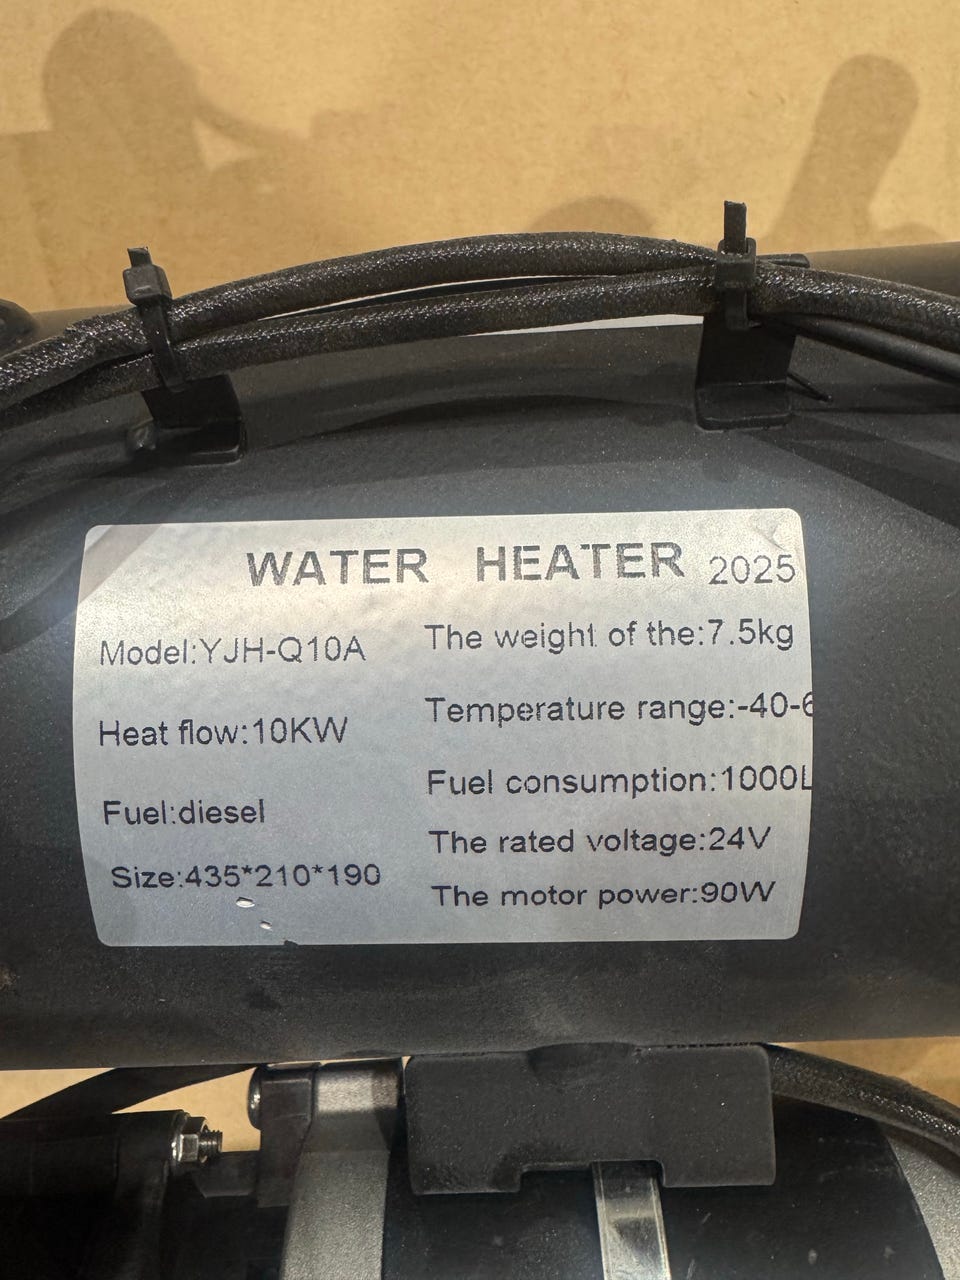 WATER HEATER 2025
Model:YJH-Q10A
Heat flow:10KW
Fuel:diesel
Size:435*210*190
The weight of the:7.5kg
Temperature range:-40-6
Fuel consumption:1000L
The rated voltage:24V
The motor power:90W